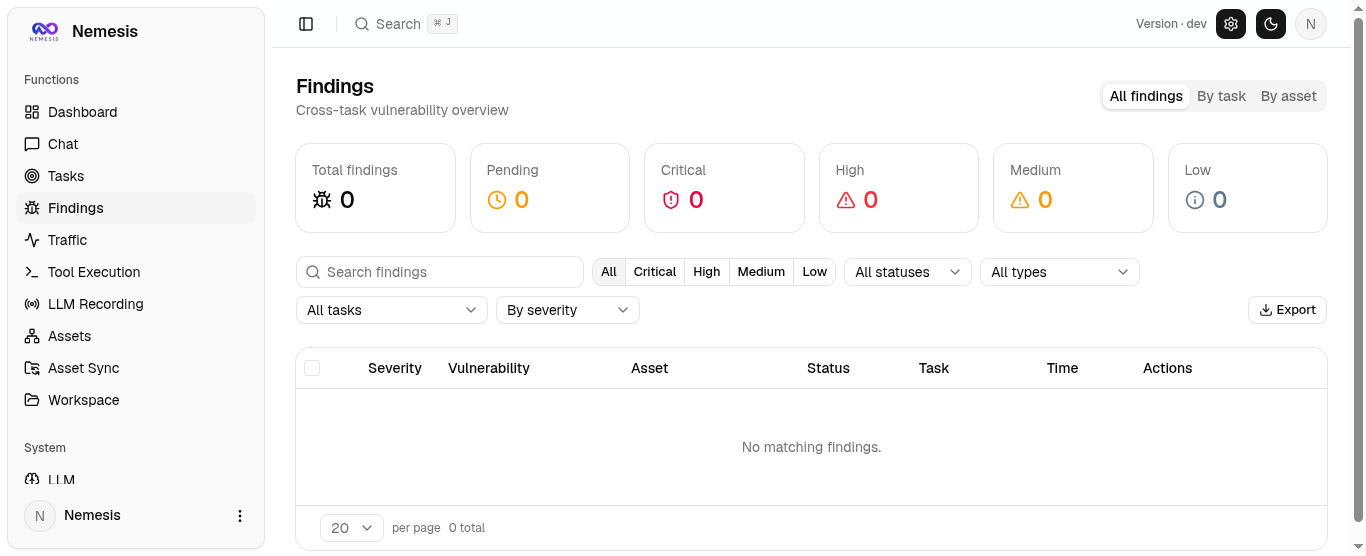 NEMESIS
Nemesis
Functions
Dashboard
Chat
Tasks
Findings
Traffic
Tool Execution
LLM Recording
Assets
Asset Sync
Workspace
System
LLM
N
Nemesis
Search ⌘ J
Version · dev
N
Findings
Cross-task vulnerability overview
All findings By task By asset
Total findings
0
Pending
0
Critical
0
High
0
Medium
0
Low
0
Search findings
All Critical High Medium Low
All statuses
All types
All tasks
By severity
Export
Severity Vulnerability Asset Status Task Time Actions
No matching findings.
20 per page 0 total